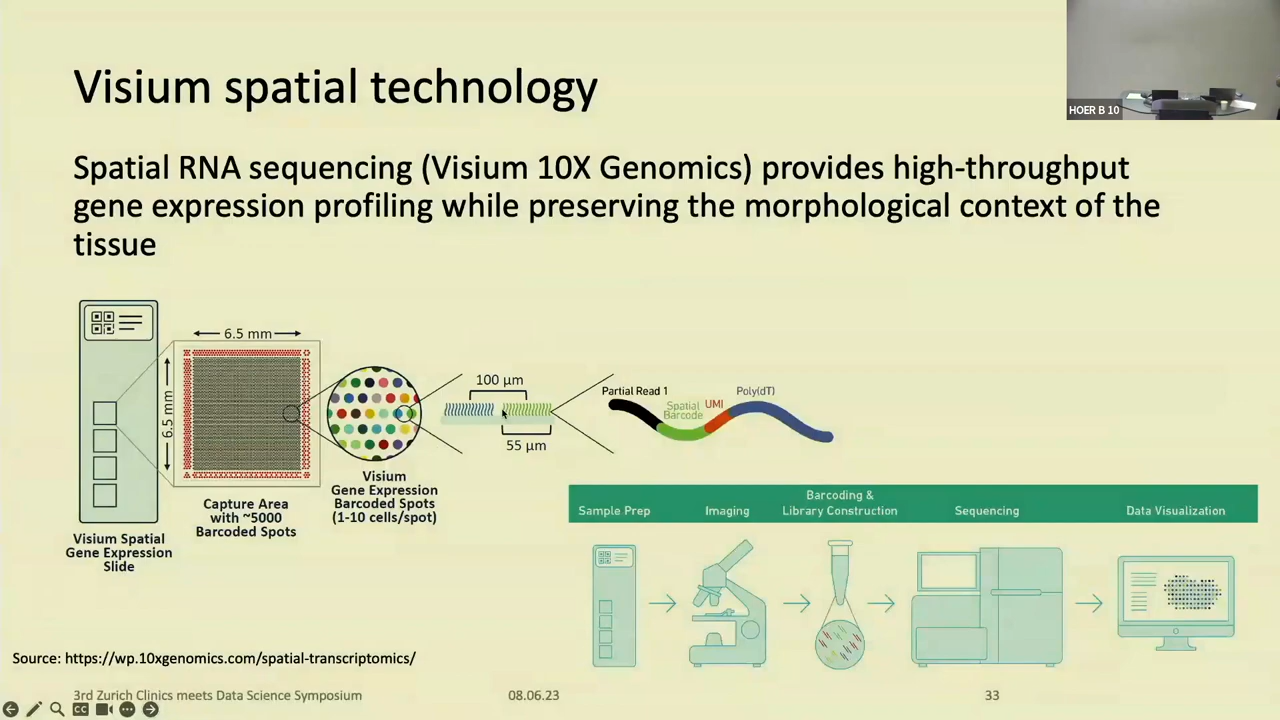 HOER B 10
Visium spatial technology
Spatial RNA sequencing (Visium 10X Genomics) provides high-throughput
gene expression profiling while preserving the morphological context of the
tissue
6.5 mm
6.5 mm
100 µm
55 µm
Partial Read 1
Spatial
Barcode
UMI
Poly(dT)
Visium Spatial
Gene Expression
Slide
Capture Area
with ~5000
Barcoded Spots
Visium
Gene Expression
Barcoded Spots
(1-10 cells/spot)
Sample Prep
Imaging
Barcoding &
Library Construction
Sequencing
Data Visualization
Source: https://wp.10xgenomics.com/spatial-transcriptomics/
3rd Zurich Clinics meets Data Science Symposium
08.06.23
33
CC